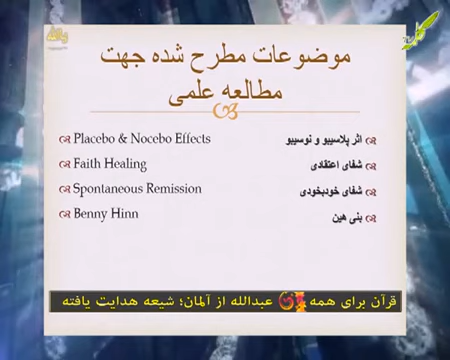 موضوعات مطرح شده جهت
مطالعه علمی
Placebo & Nocebo Effects
اثر پلاسیبو و نوسیبو
Faith Healing
شفای اعتقادی
Spontaneous Remission
شفای خودبخودی
Benny Hinn
بنی هین
قرآن برای همه عبدالله از آلمان؛ شیعه هدایت یافته